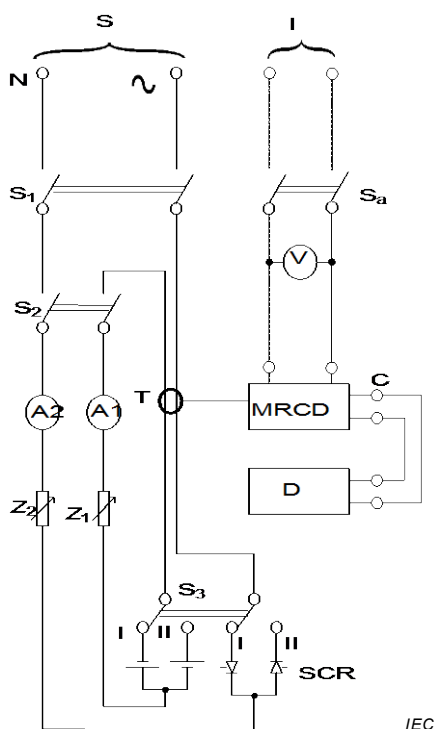 S I
N ~
S1 Sa
V
S2
T C
A2 A1 MRCD
D
Z2 Z1
S3
I II I II
SCR
IEC